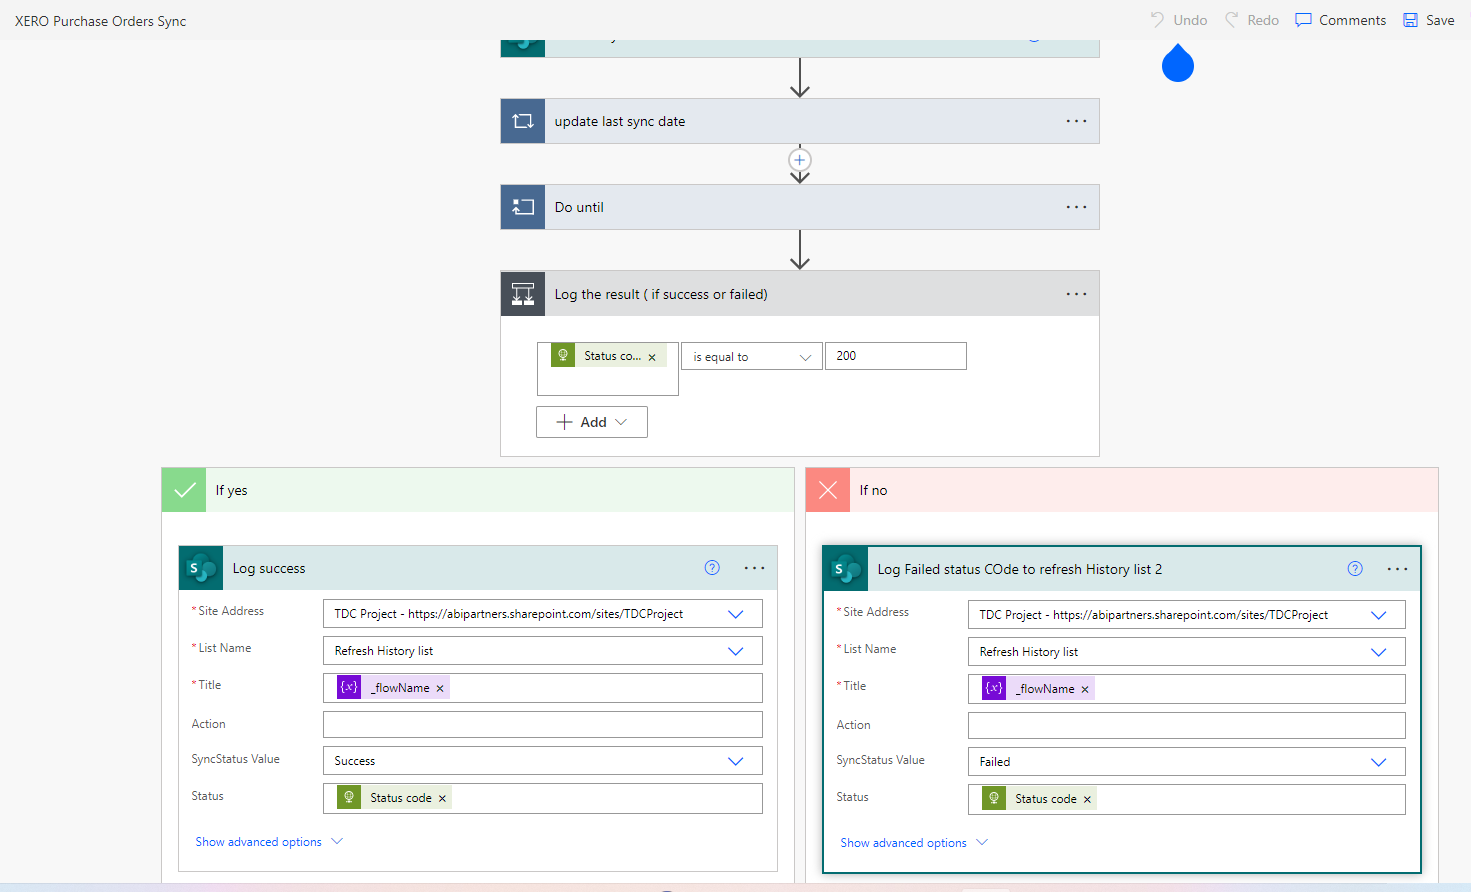 XERO Purchase Orders Sync
Undo Redo Comments Save
update last sync date
Do until
Log the result ( if success or failed)
Status co... × is equal to 200
Add
If yes
If no
S Log success
* Site Address TDC Project - https://abipartners.sharepoint.com/sites/TDCProject
* List Name Refresh History list
* Title {x} _flowName ×
Action
SyncStatus Value Success
Status Status code ×
Show advanced options
S Log Failed status COde to refresh History list 2
* Site Address TDC Project - https://abipartners.sharepoint.com/sites/TDCProject
* List Name Refresh History list
* Title {x} _flowName ×
Action
SyncStatus Value Failed
Status Status code ×
Show advanced options